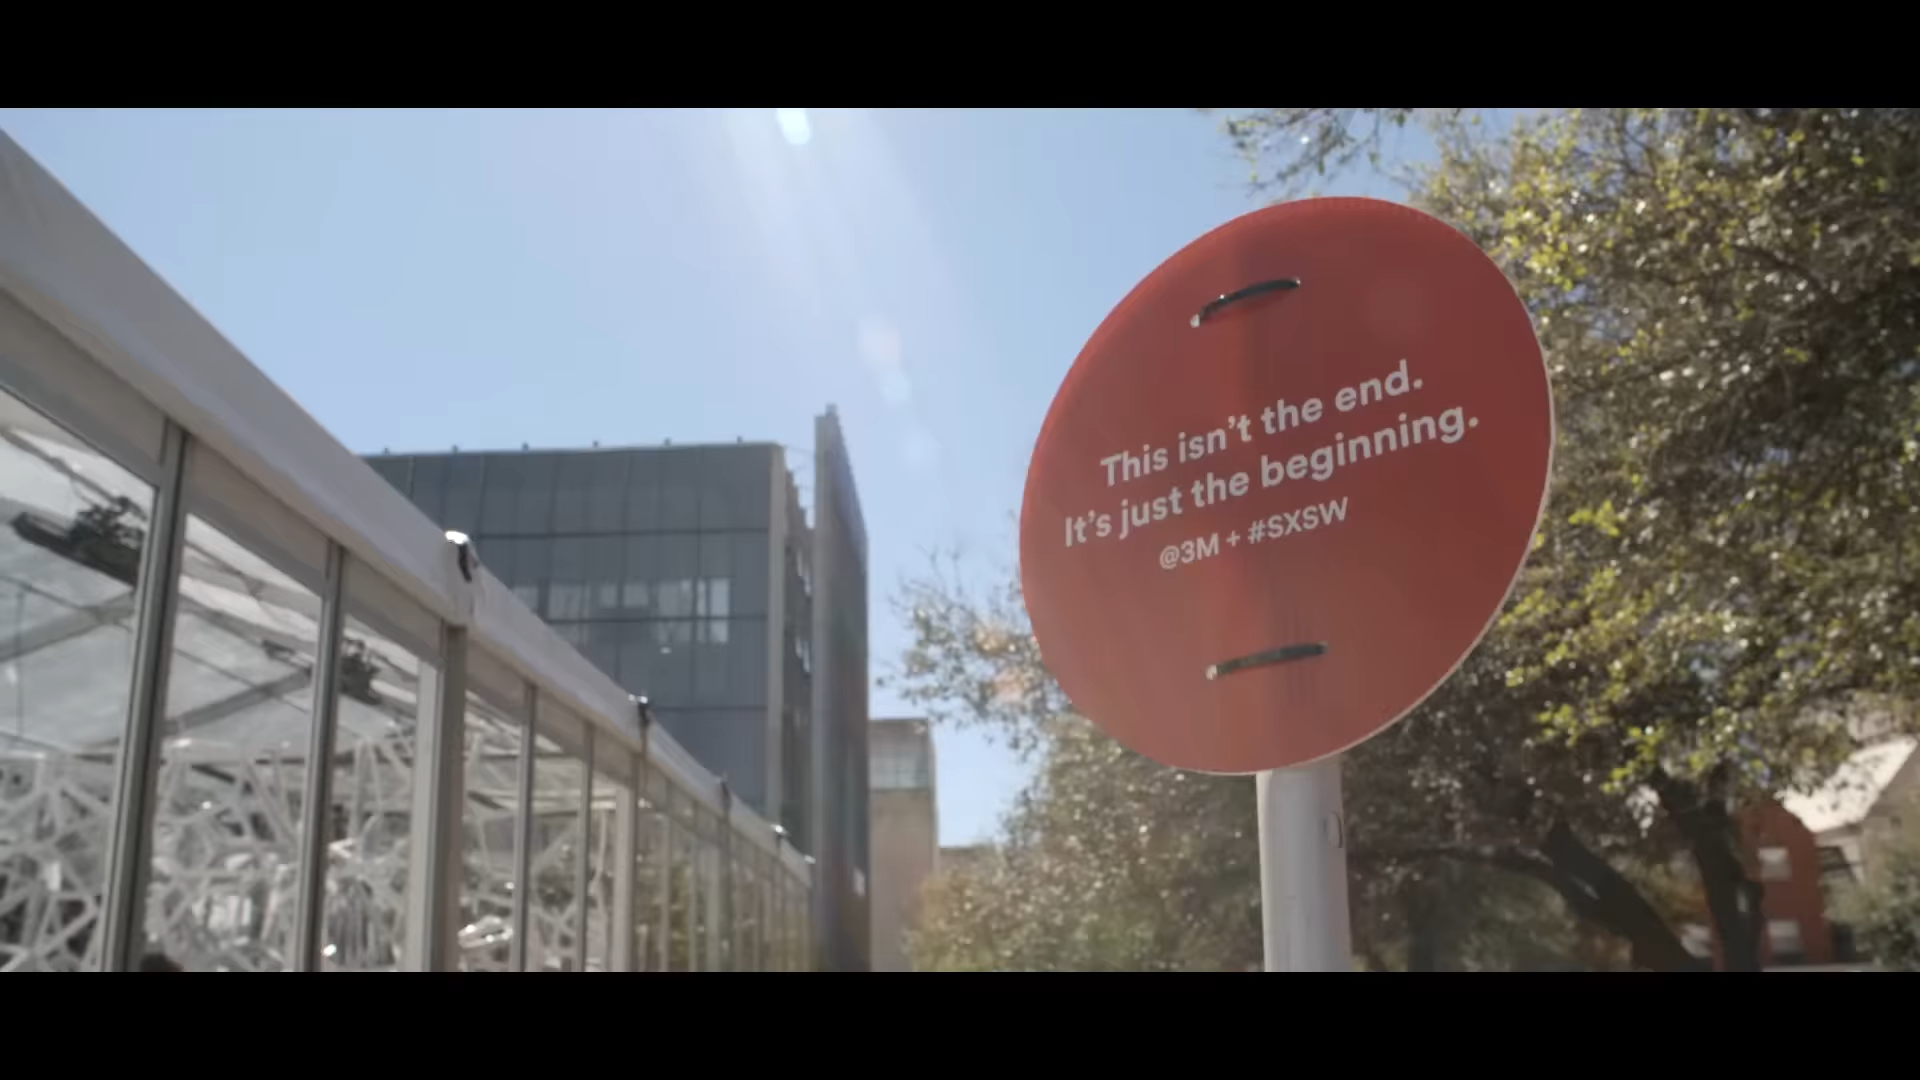 This isn't the end.
It's just the beginning.
@3M + #SXSW